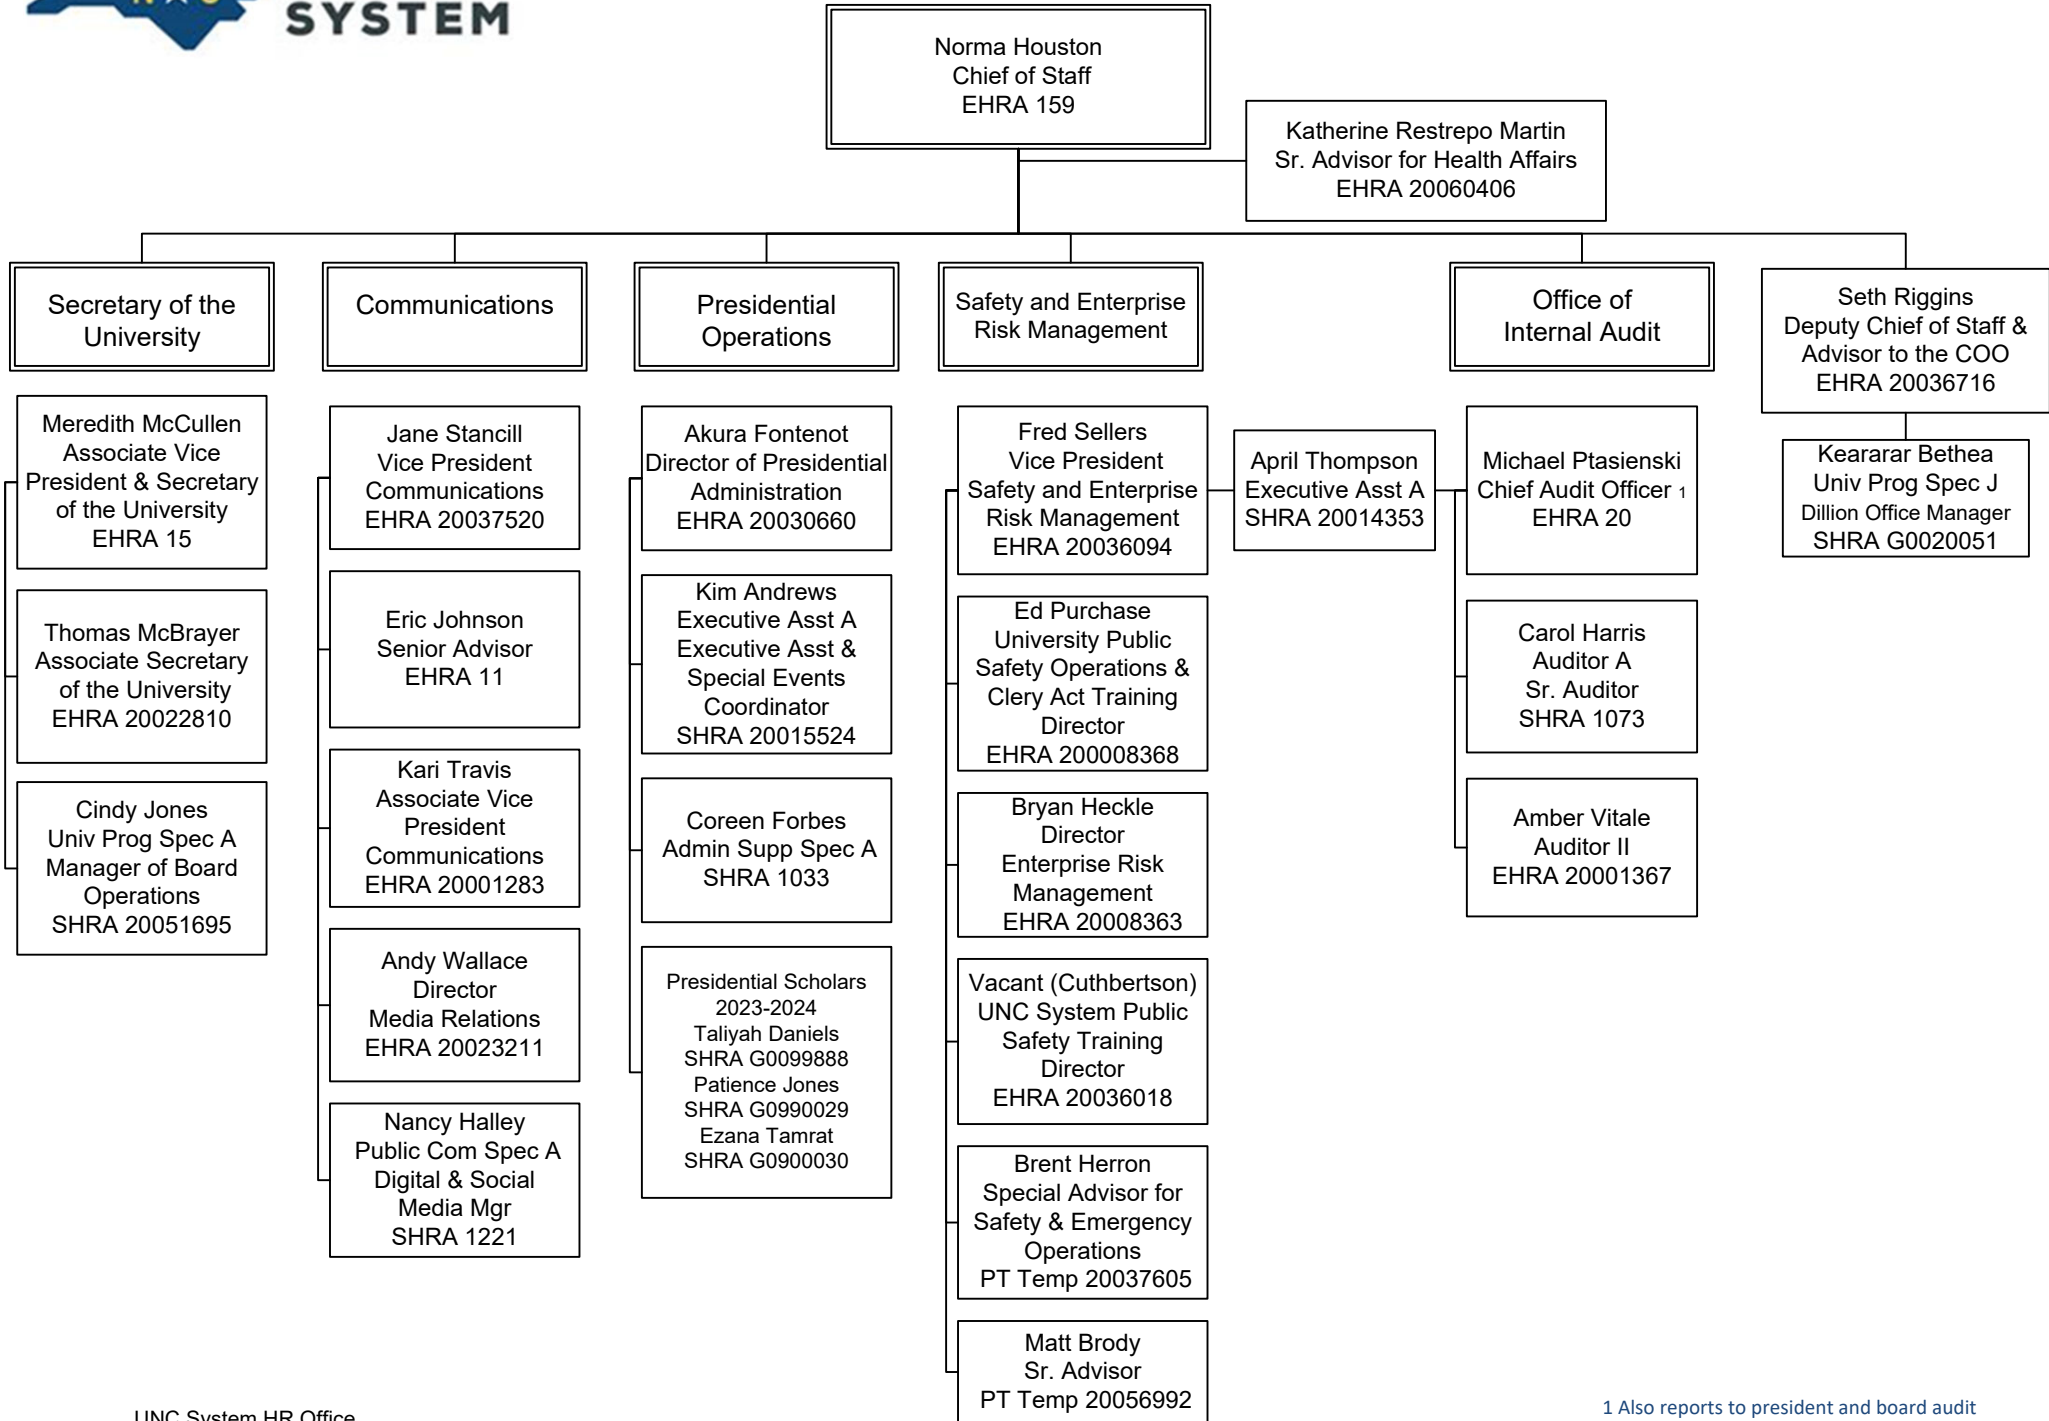 SYSTEM
Norma Houston
Chief of Staff
EHRA 159
Katherine Restrepo Martin
Sr. Advisor for Health Affairs
EHRA 20060406
Secretary of the
University
Meredith McCullen
Associate Vice
President & Secretary
of the University
EHRA 15
Thomas McBrayer
Associate Secretary
of the University
EHRA 20022810
Cindy Jones
Univ Prog Spec A
Manager of Board
Operations
SHRA 20051695
Communications
Jane Stancill
Vice President
Communications
EHRA 20037520
Eric Johnson
Senior Advisor
EHRA 11
Kari Travis
Associate Vice
President
Communications
EHRA 20001283
Andy Wallace
Director
Media Relations
EHRA 20023211
Nancy Halley
Public Com Spec A
Digital & Social
Media Mgr
SHRA 1221
Presidential
Operations
Akura Fontenot
Director of Presidential
Administration
EHRA 20030660
Kim Andrews
Executive Asst A
Executive Asst &
Special Events
Coordinator
SHRA 20015524
Coreen Forbes
Admin Supp Spec A
SHRA 1033
Presidential Scholars
2023-2024
Taliyah Daniels
SHRA G0099888
Patience Jones
SHRA G0990029
Ezana Tamrat
SHRA G0900030
Safety and Enterprise
Risk Management
Fred Sellers
Vice President
Safety and Enterprise
Risk Management
EHRA 20036094
Ed Purchase
University Public
Safety Operations &
Clery Act Training
Director
EHRA 200008368
Bryan Heckle
Director
Enterprise Risk
Management
EHRA 20008363
Vacant (Cuthbertson)
UNC System Public
Safety Training
Director
EHRA 20036018
Brent Herron
Special Advisor for
Safety & Emergency
Operations
PT Temp 20037605
Matt Brody
Sr. Advisor
PT Temp 20056992
April Thompson
Executive Asst A
SHRA 20014353
Office of
Internal Audit
Michael Ptasienski
Chief Audit Officer 1
EHRA 20
Carol Harris
Auditor A
Sr. Auditor
SHRA 1073
Amber Vitale
Auditor II
EHRA 20001367
Seth Riggins
Deputy Chief of Staff &
Advisor to the COO
EHRA 20036716
Keararar Bethea
Univ Prog Spec J
Dillion Office Manager
SHRA G0020051
UNC System HR Office
1 Also reports to president and board audit